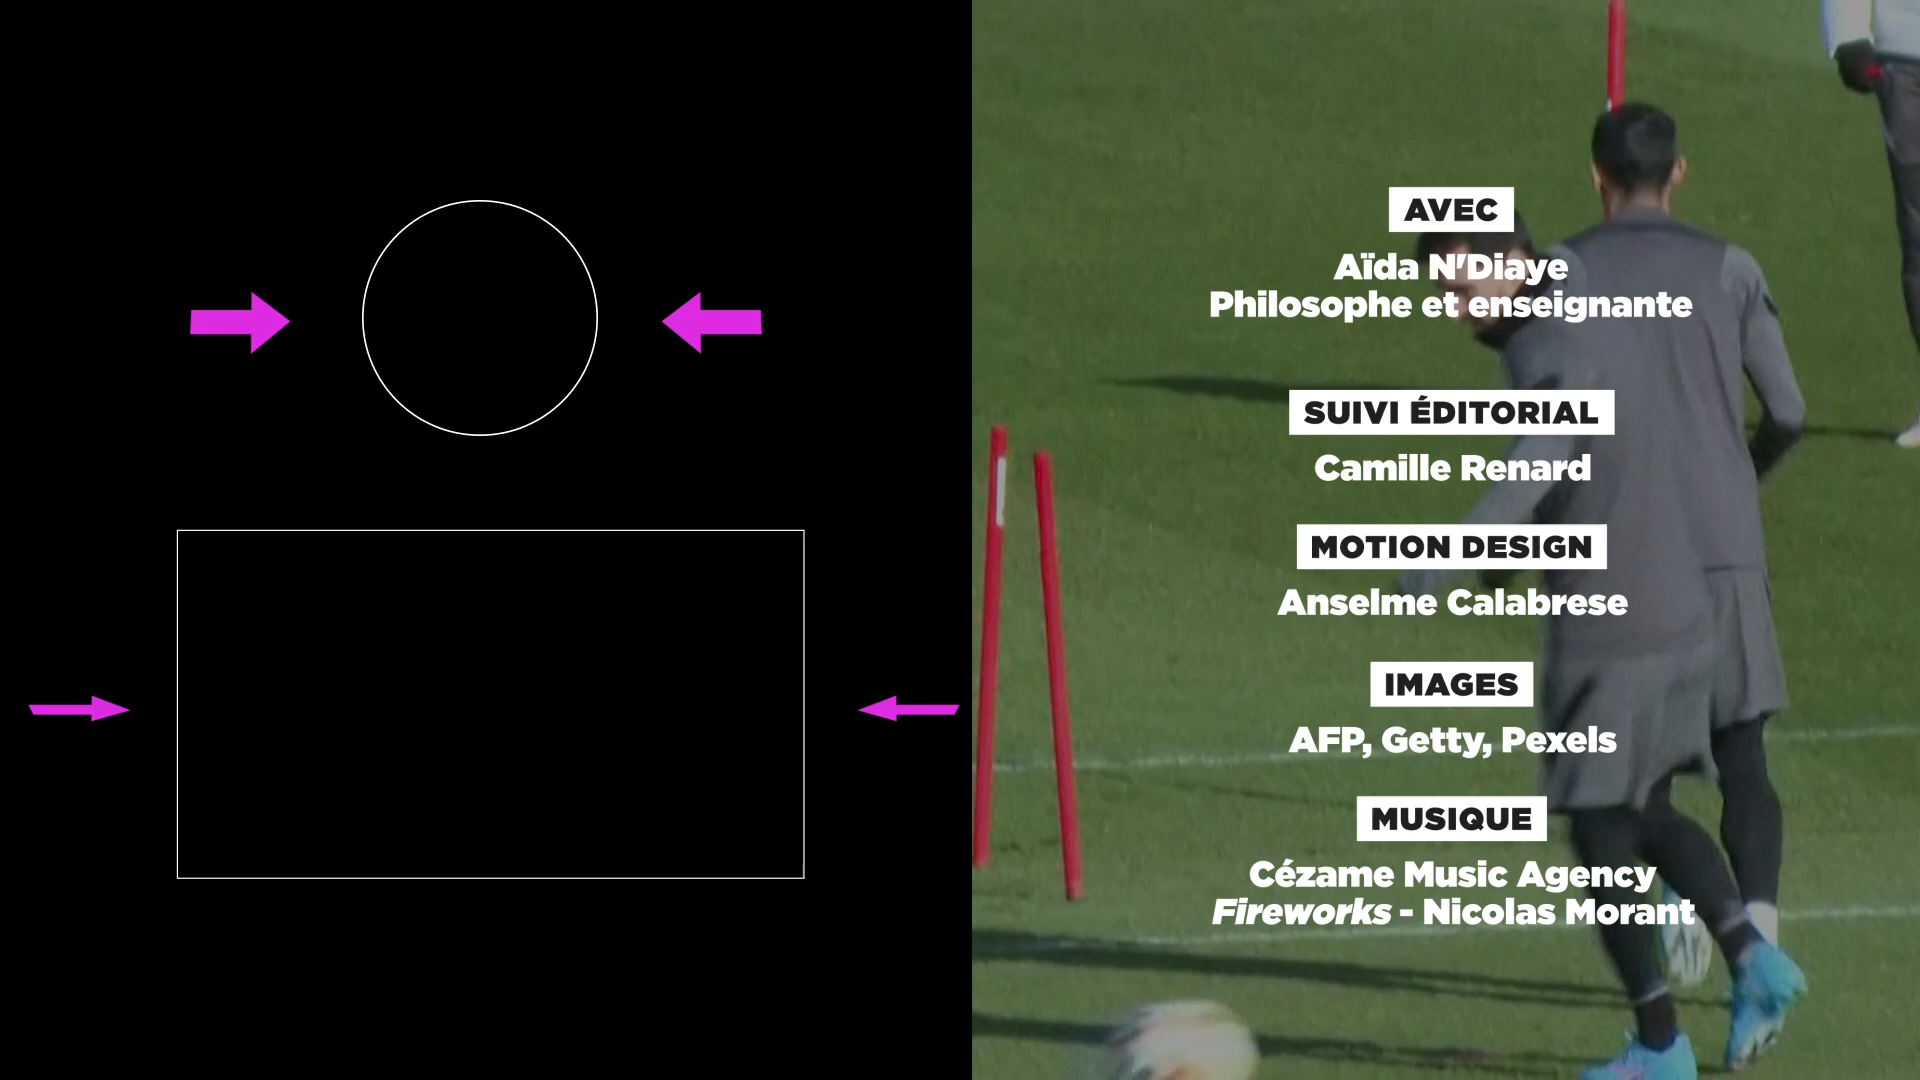 AVEC
Aïda N'Diaye
Philosophe et enseignante
SUIVI ÉDITORIAL
Camille Renard
MOTION DESIGN
Anselme Calabrese
IMAGES
AFP, Getty, Pexels
MUSIQUE
Cézame Music Agency
Fireworks - Nicolas Morant